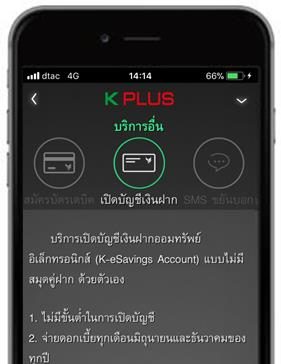 dtac 4G 14:14 66%
K PLUS
บริการอื่น
สมัครบัตรเดบิต เปิดบัญชีเงินฝาก SMS ขยันบอก
บริการเปิดบัญชีเงินฝากออมทรัพย์
อิเล็กทรอนิกส์ (K-eSavings Account) แบบไม่มี
สมุดคู่ฝาก ด้วยตัวเอง
1. ไม่มีขั้นต่ำในการเปิดบัญชี
2. จ่ายดอกเบี้ยทุกเดือนมิถุนายนและธันวาคมของ
ทุกปี